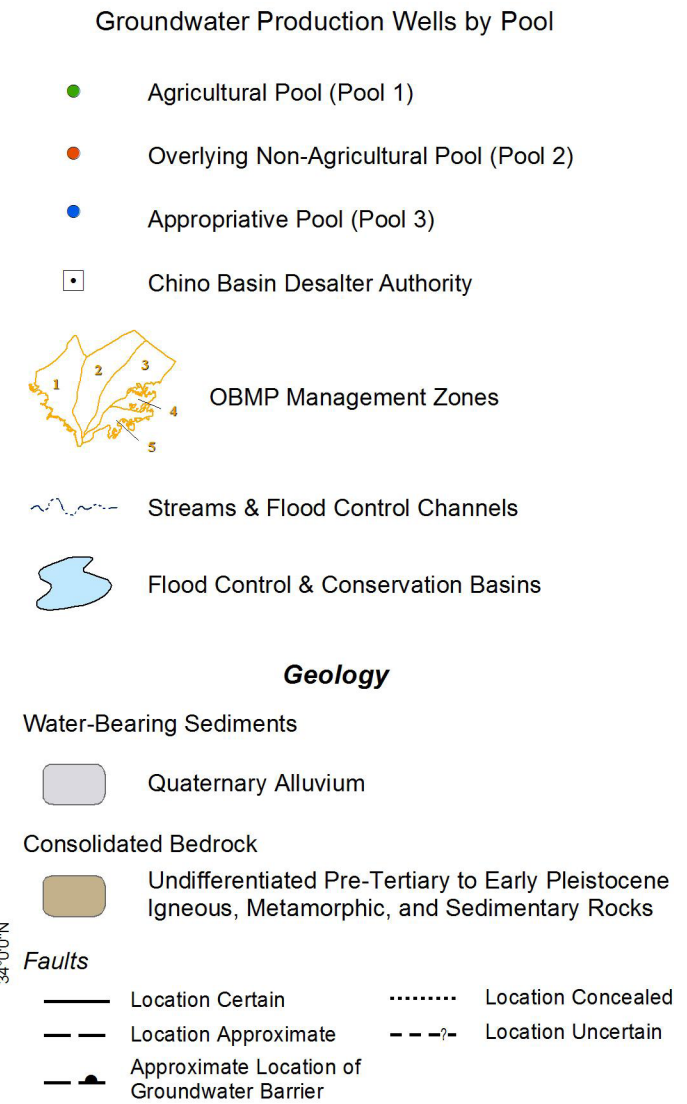 Groundwater Production Wells by Pool
Agricultural Pool (Pool 1)
Overlying Non-Agricultural Pool (Pool 2)
Appropriative Pool (Pool 3)
Chino Basin Desalter Authority
1
2
3
4
5
OBMP Management Zones
Streams & Flood Control Channels
Flood Control & Conservation Basins
Geology
Water-Bearing Sediments
Quaternary Alluvium
Consolidated Bedrock
Undifferentiated Pre-Tertiary to Early Pleistocene
Igneous, Metamorphic, and Sedimentary Rocks
34°0'0"N
Faults
Location Certain
Location Concealed
Location Approximate
?
Location Uncertain
Approximate Location of
Groundwater Barrier